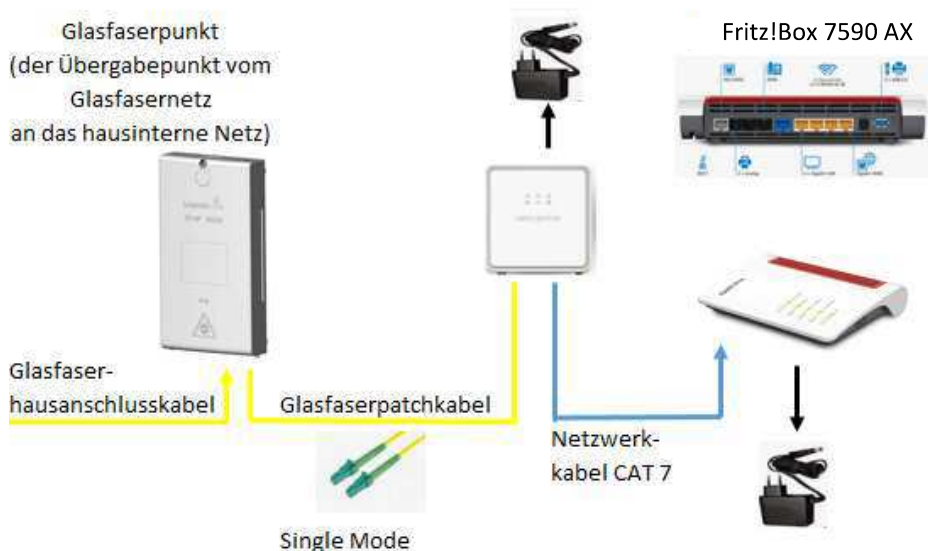 Glasfaserpunkt
(der Übergabepunkt vom
Glasfasernetz
an das hausinterne Netz)
Fritz!Box 7590 AX
Glasfaser-
hausanschlusskabel
Glasfaserpatchkabel
Netzwerk-
kabel CAT 7
Single Mode